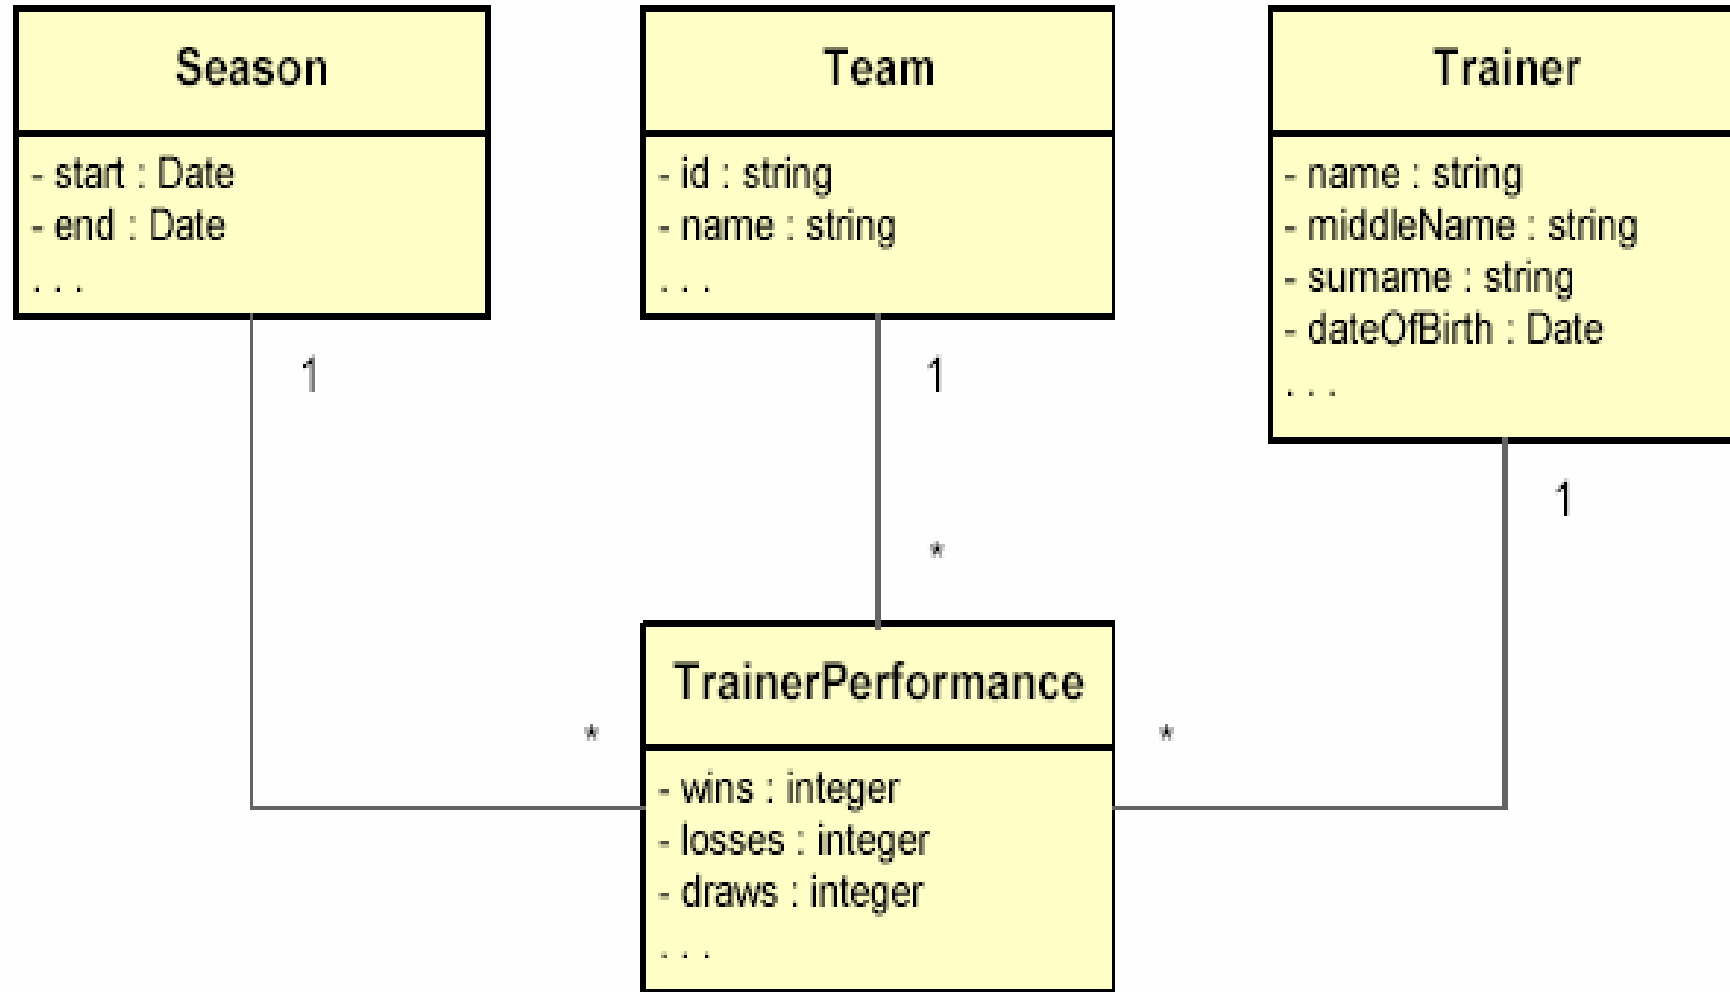 Season
- start : Date
- end : Date
. . .
Team
- id : string
- name : string
. . .
Trainer
- name : string
- middleName : string
- surname : string
- dateOfBirth : Date
. . .
1
1
1
*
*
*
TrainerPerformance
- wins : integer
- losses : integer
- draws : integer
. . .